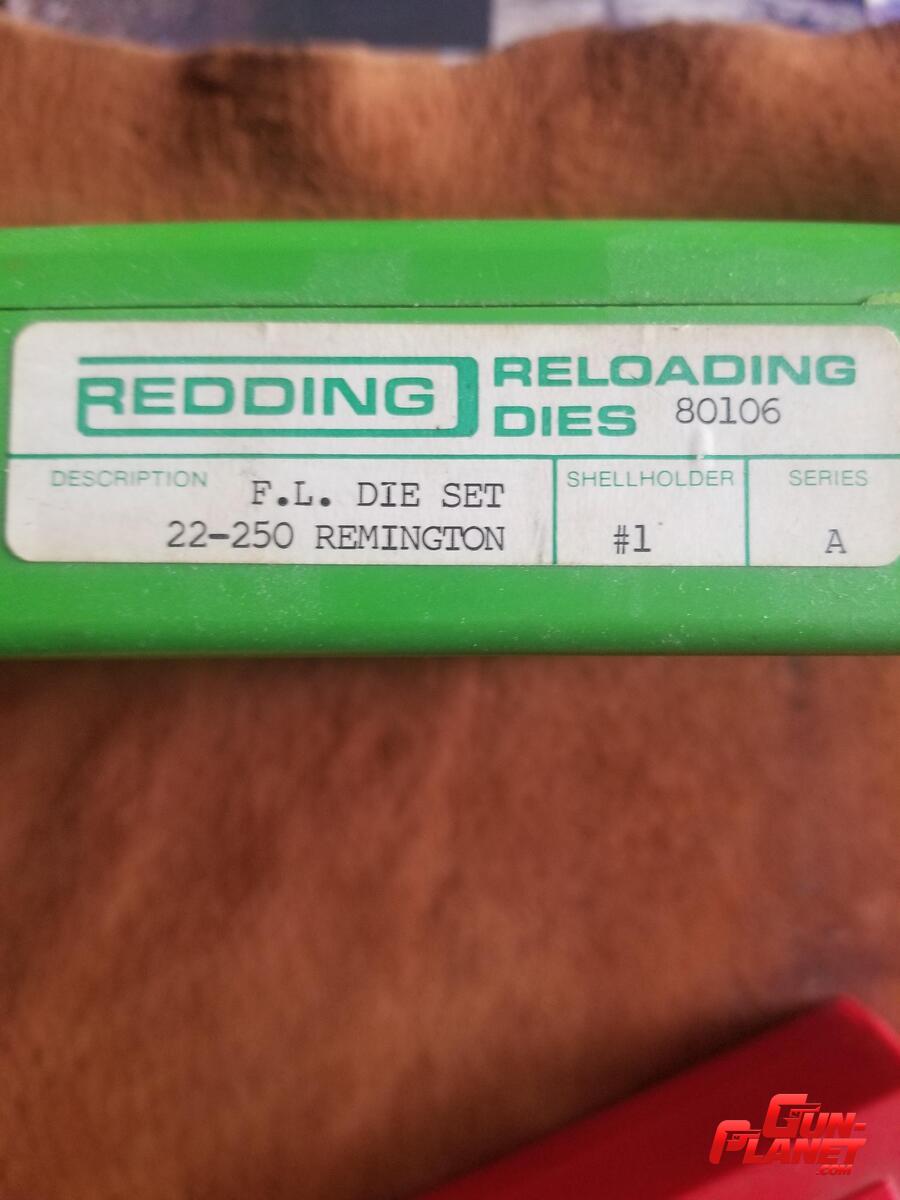 REDDING
RELOADING
DIES 80106
DESCRIPTION
F.L. DIE SET
22-250 REMINGTON
SHELLHOLDER
#1
SERIES
A
GUN-
PLANET
.COM